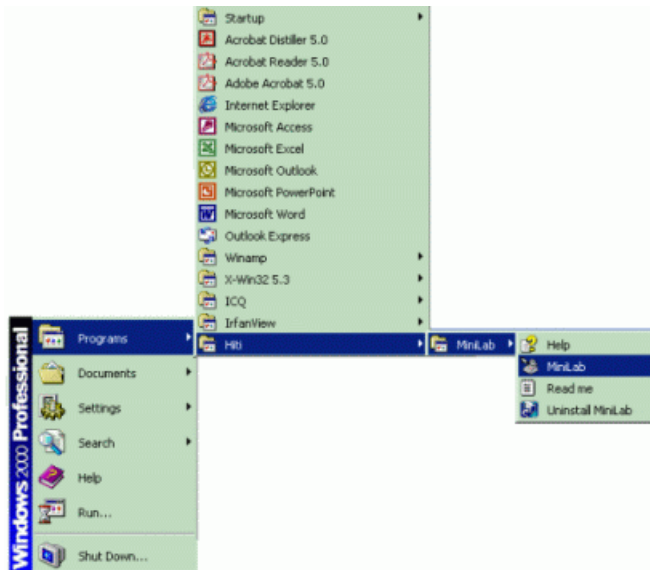 Startup
Acrobat Distiller 5.0
Acrobat Reader 5.0
Adobe Acrobat 5.0
Internet Explorer
Microsoft Access
Microsoft Excel
Microsoft Outlook
Microsoft PowerPoint
Microsoft Word
Outlook Express
Winamp
X-Win32 5.3
ICQ
IrfanView
Hiti
MiniLab
Help
MiniLab
Read me
Uninstall MiniLab
Programs
Documents
Settings
Search
Help
Run...
Shut Down...
Windows 2000 Professional